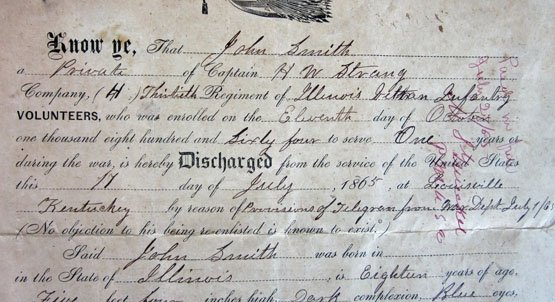 Know ye, That John Smith
a Private of Captain H W Strang
Company, (H,) Thirtieth Regiment of Illinois Vetran Infantry
VOLUNTEERS, who was enrolled on the Eleventh day of October
one thousand eight hundred and Sixty four to serve One years or
during the war, is hereby Discharged from the service of the United States
this 17 day of July, 1865, at Louisville
Kentuckey by reason of Provisions of Telegram from War Dept July 1/65
(No objection to his being re-enlisted is known to exist.)
Said John Smith was born in
in the State of Illinois, is Eighteen years of age,
Five feet Four inches high, Dark complexion, Blue eyes,